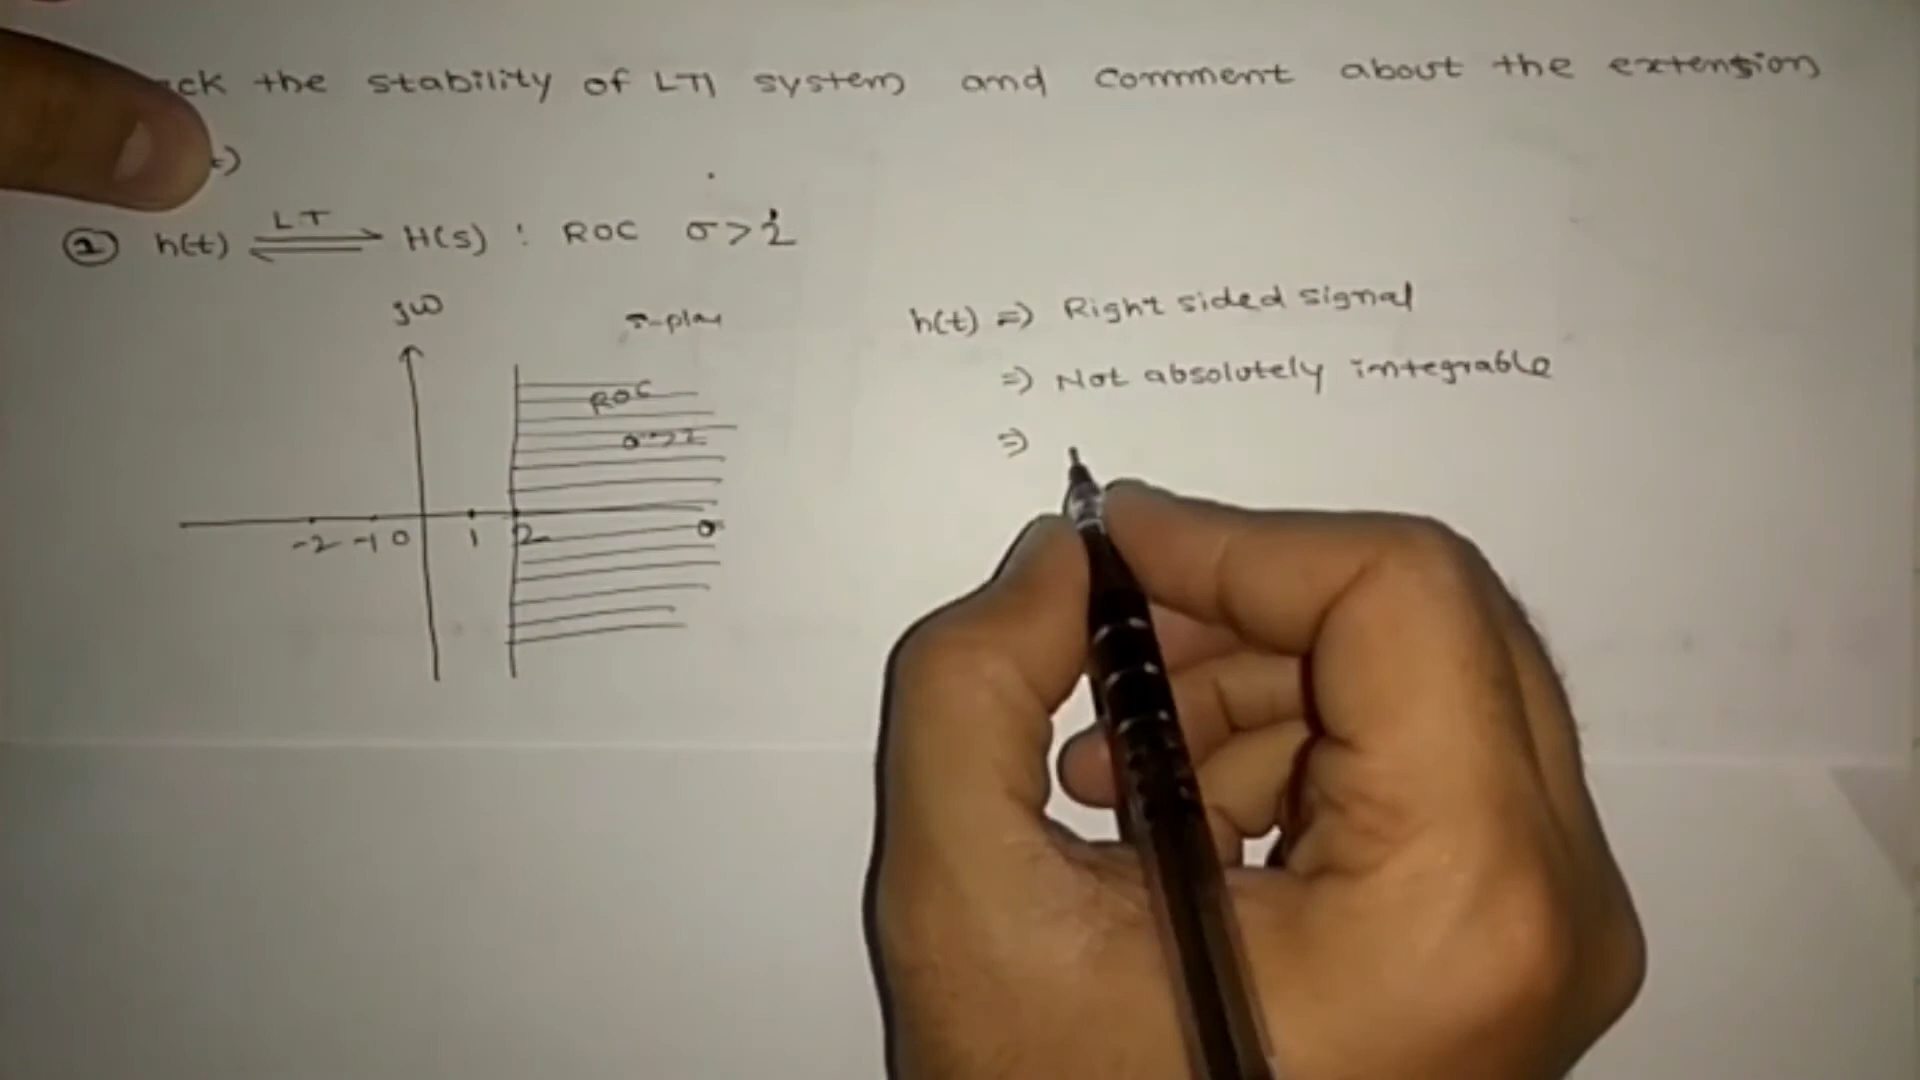 ck the stability of LTI system and comment about the extension
t)
② h(t) LT H(s) : ROC σ>2
jω
s-plan
h(t) => Right sided signal
=> Not absolutely integrable
=>
ROC
σ>2
-2 -1 0 1 2 σ